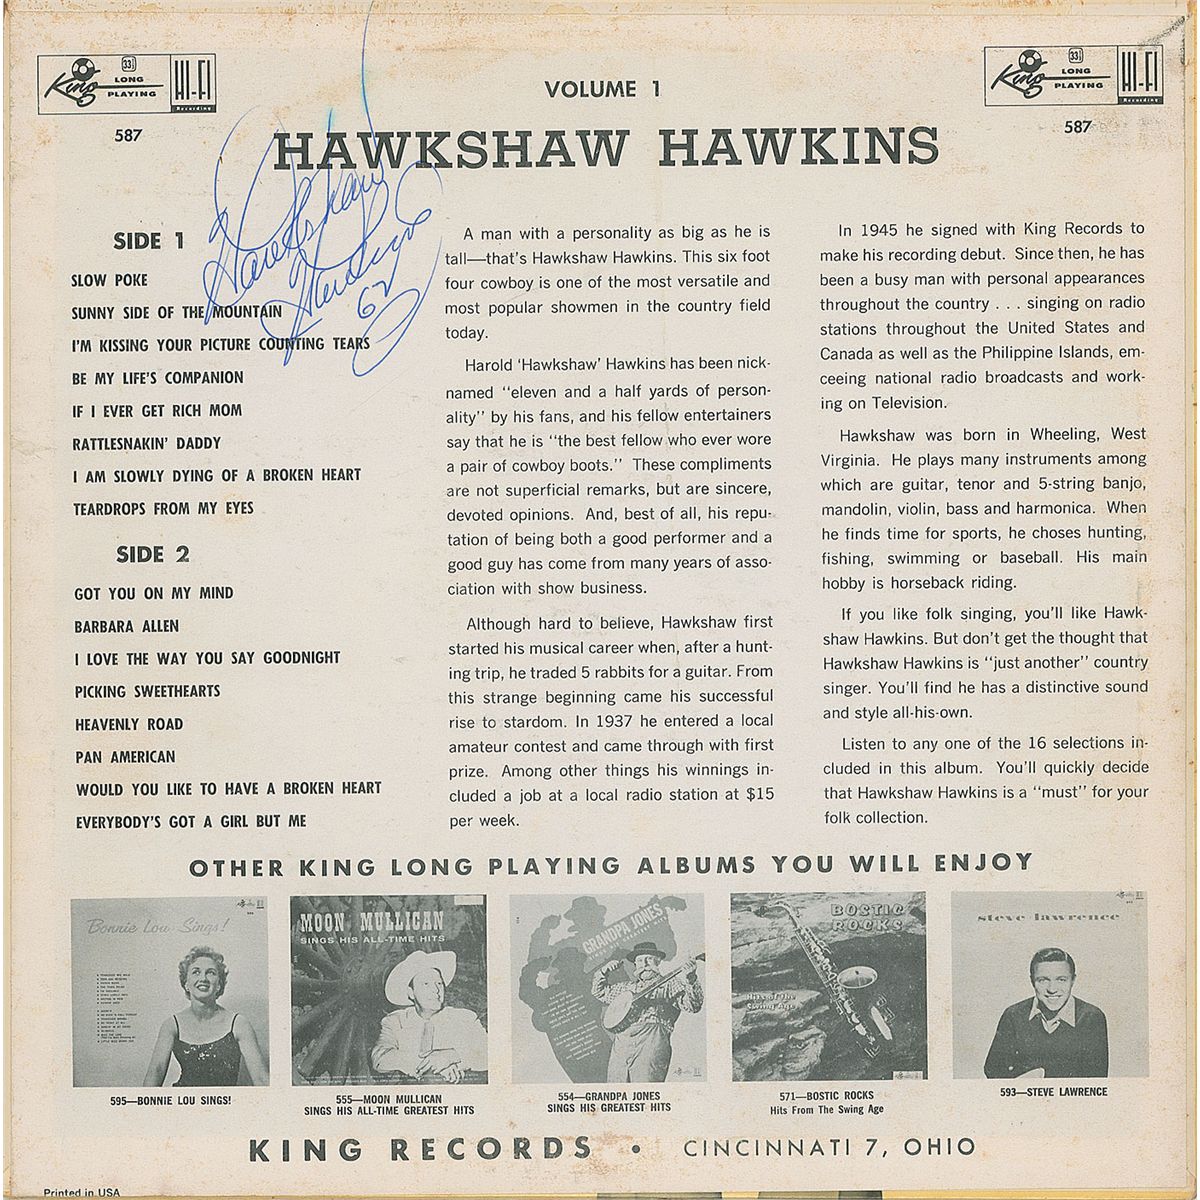 King
33⅓
LONG
PLAYING
HI-FI
Recording
587
VOLUME 1
King
33⅓
LONG
PLAYING
HI-FI
Recording
587
HAWKSHAW HAWKINS
Hawkshaw
Hawkins
62
SIDE 1
SLOW POKE
SUNNY SIDE OF THE MOUNTAIN
I'M KISSING YOUR PICTURE COUNTING TEARS
BE MY LIFE'S COMPANION
IF I EVER GET RICH MOM
RATTLESNAKIN' DADDY
I AM SLOWLY DYING OF A BROKEN HEART
TEARDROPS FROM MY EYES
SIDE 2
GOT YOU ON MY MIND
BARBARA ALLEN
I LOVE THE WAY YOU SAY GOODNIGHT
PICKING SWEETHEARTS
HEAVENLY ROAD
PAN AMERICAN
WOULD YOU LIKE TO HAVE A BROKEN HEART
EVERYBODY'S GOT A GIRL BUT ME
A man with a personality as big as he is
tall—that's Hawkshaw Hawkins. This six foot
four cowboy is one of the most versatile and
most popular showmen in the country field
today.
Harold 'Hawkshaw' Hawkins has been nick-
named "eleven and a half yards of person-
ality" by his fans, and his fellow entertainers
say that he is "the best fellow who ever wore
a pair of cowboy boots." These compliments
are not superficial remarks, but are sincere,
devoted opinions. And, best of all, his repu-
tation of being both a good performer and a
good guy has come from many years of asso-
ciation with show business.
Although hard to believe, Hawkshaw first
started his musical career when, after a hunt-
ing trip, he traded 5 rabbits for a guitar. From
this strange beginning came his successful
rise to stardom. In 1937 he entered a local
amateur contest and came through with first
prize. Among other things his winnings in-
cluded a job at a local radio station at $15
per week.
In 1945 he signed with King Records to
make his recording debut. Since then, he has
been a busy man with personal appearances
throughout the country . . . singing on radio
stations throughout the United States and
Canada as well as the Philippine Islands, em-
ceeing national radio broadcasts and work-
ing on Television.
Hawkshaw was born in Wheeling, West
Virginia. He plays many instruments among
which are guitar, tenor and 5-string banjo,
mandolin, violin, bass and harmonica. When
he finds time for sports, he choses hunting,
fishing, swimming or baseball. His main
hobby is horseback riding.
If you like folk singing, you'll like Hawk-
shaw Hawkins. But don't get the thought that
Hawkshaw Hawkins is "just another" country
singer. You'll find he has a distinctive sound
and style all-his-own.
Listen to any one of the 16 selections in-
cluded in this album. You'll quickly decide
that Hawkshaw Hawkins is a "must" for your
folk collection.
OTHER KING LONG PLAYING ALBUMS YOU WILL ENJOY
Bonnie Lou Sings!
MOON MULLICAN
SINGS HIS ALL-TIME HITS
GRANDPA JONES
BOSTIC
ROCKS
Hits of the
Swing Age
steve lawrence
595—BONNIE LOU SINGS!
555—MOON MULLICAN
SINGS HIS ALL-TIME GREATEST HITS
554—GRANDPA JONES
SINGS HIS GREATEST HITS
571—BOSTIC ROCKS
Hits From The Swing Age
593—STEVE LAWRENCE
KING RECORDS • CINCINNATI 7, OHIO
Printed in USA